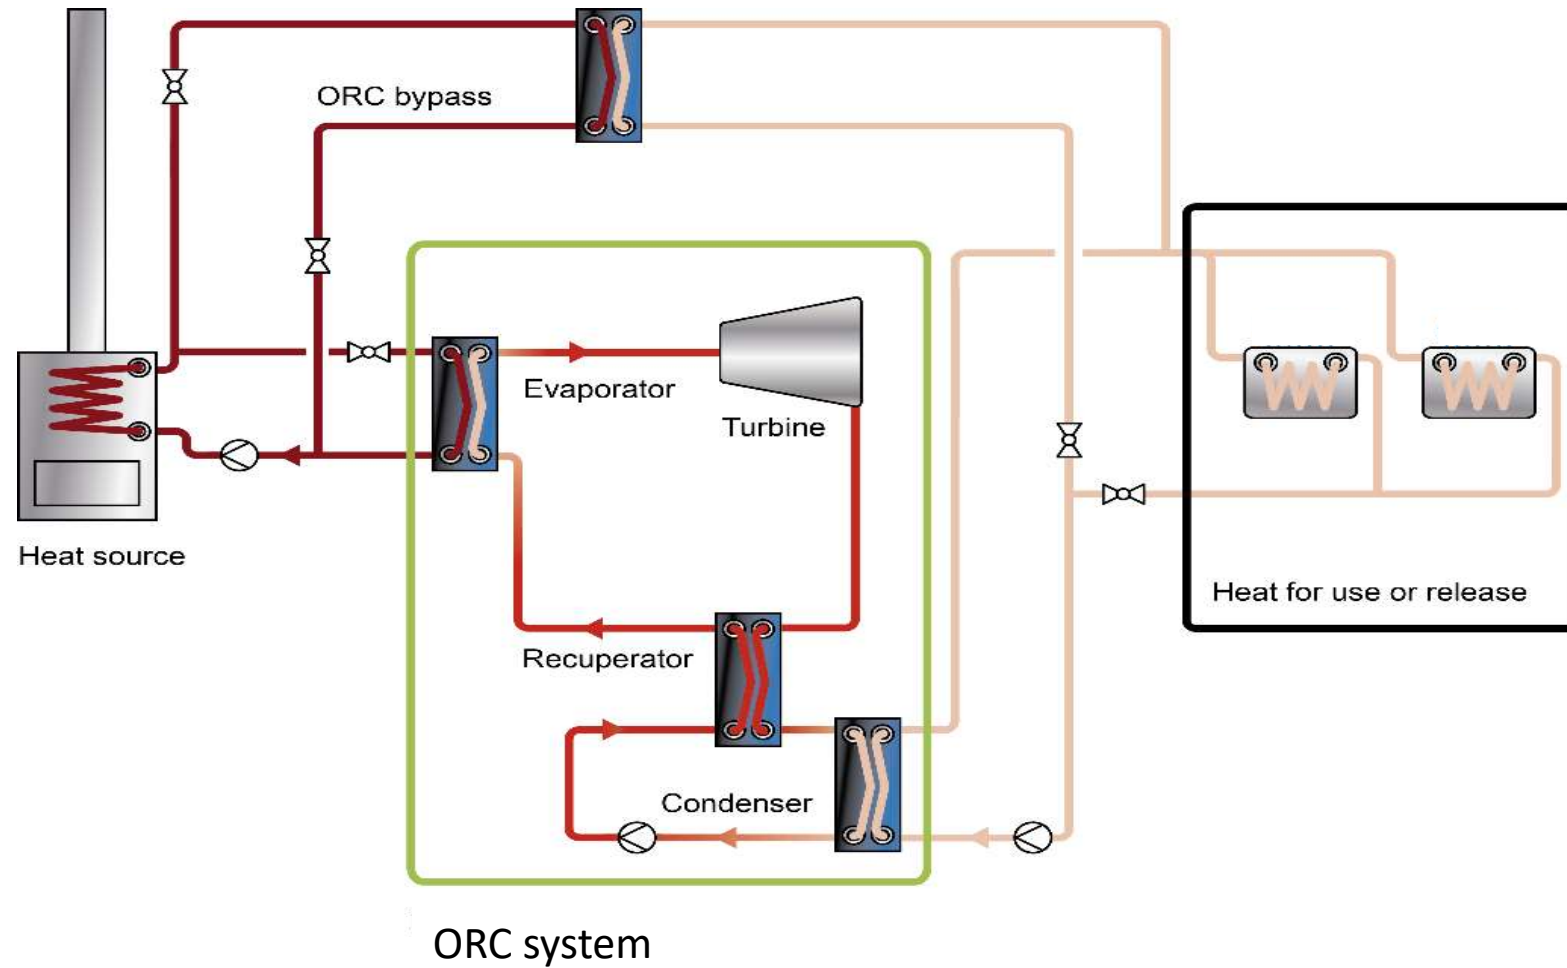 ORC bypass
Evaporator
Turbine
Heat source
Heat for use or release
Recuperator
Condenser
ORC system